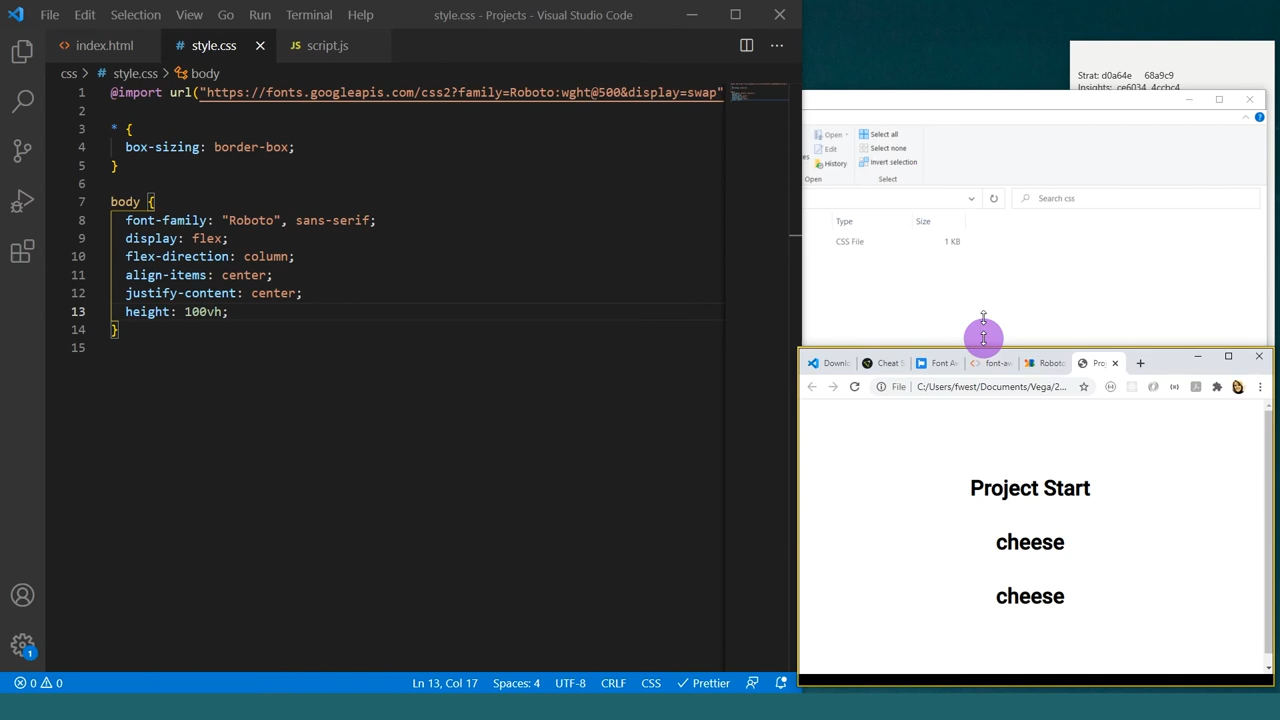 File Edit Selection View Go Run Terminal Help style.css - Projects - Visual Studio Code
index.html style.css script.js
css > style.css > body
1 @import url("https://fonts.googleapis.com/css2?family=Roboto:wght@500&display=swap"
2
3 * {
4 box-sizing: border-box;
5 }
6
7 body {
8 font-family: "Roboto", sans-serif;
9 display: flex;
10 flex-direction: column;
11 align-items: center;
12 justify-content: center;
13 height: 100vh;
14 }
15
1
0 0 Ln 13, Col 17 Spaces: 4 UTF-8 CRLF CSS Prettier
Strat: d0a64e 68a9c9
Insights: ce6034 4ccbc4
Open Select all
Edit Select none
History Invert selection
Open Select
Search css
Type Size
CSS File 1 KB
Downl Cheat S Font Av font-aw Roboto Proj
File C:/Users/fwest/Documents/Vega/2...
Project Start
cheese
cheese